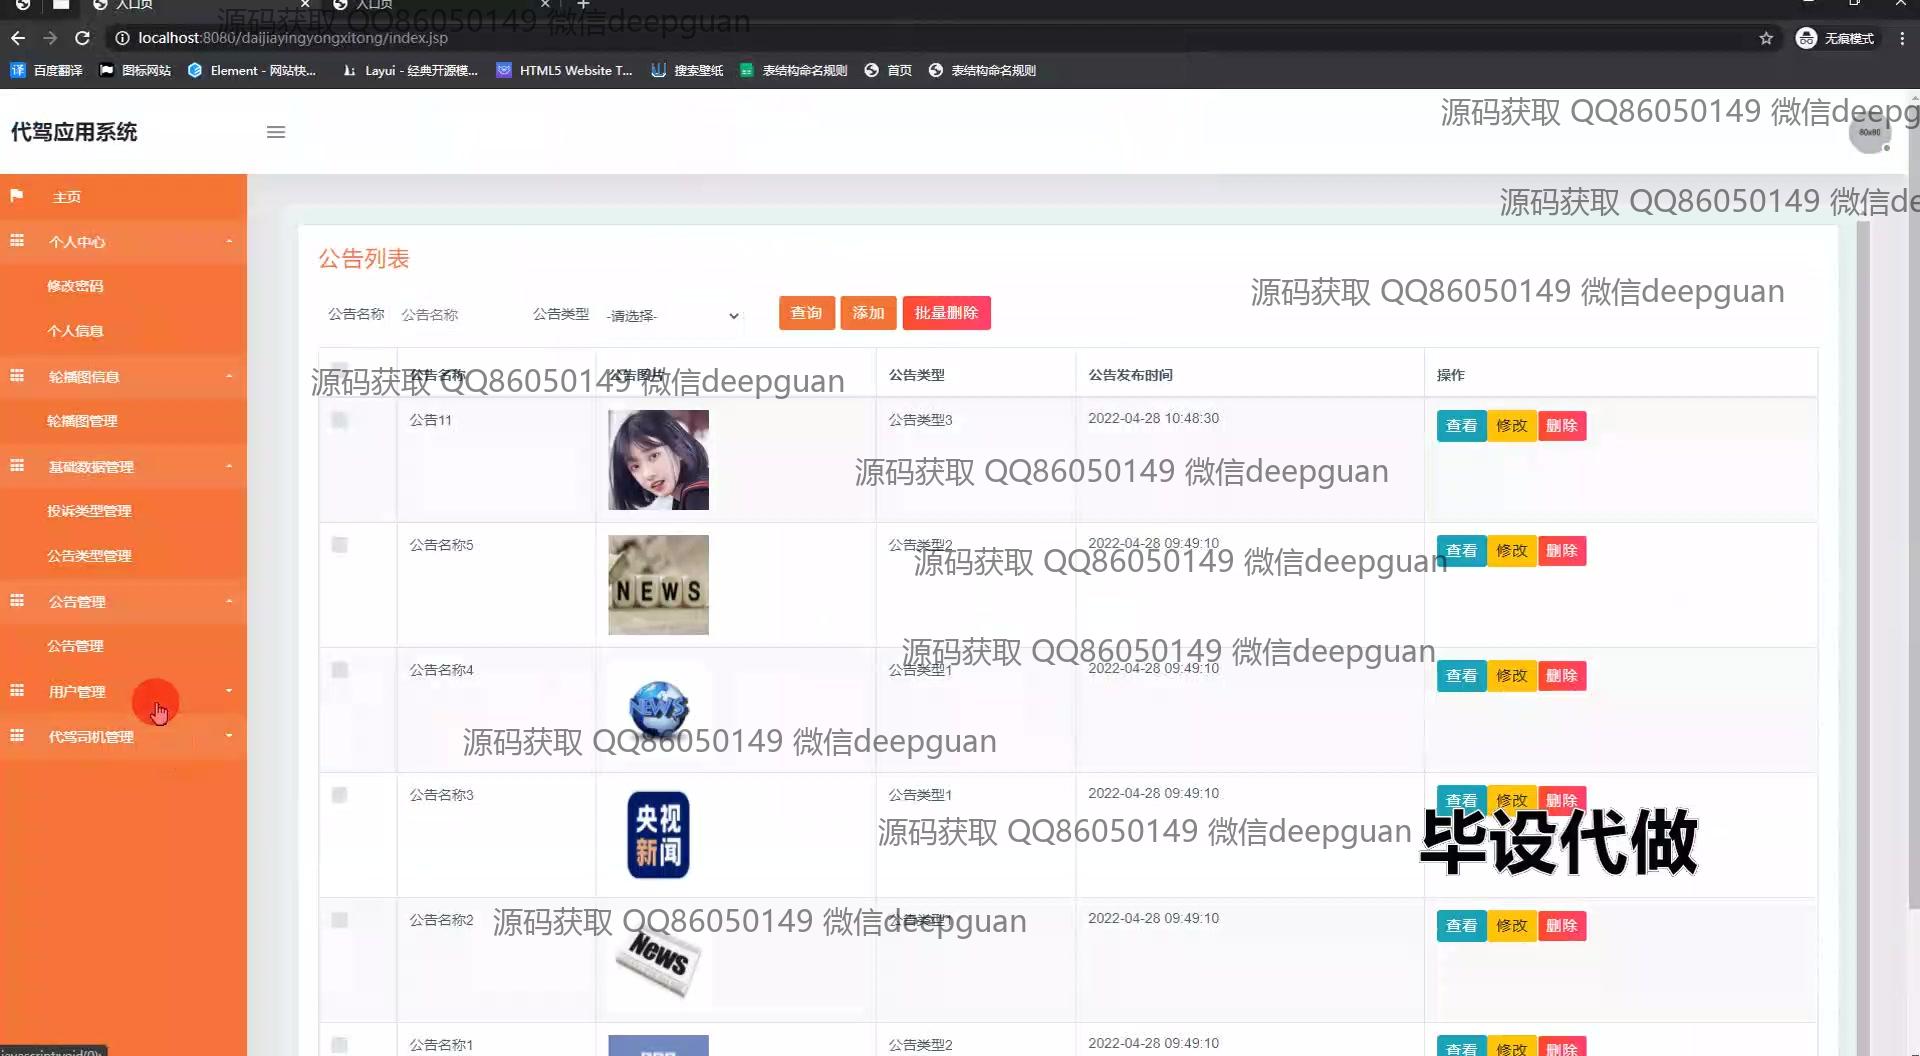 入口页
入口页
localhost:8080/daijiayingyongxitong/index.jsp
无痕模式
百度翻译
图标网站
Element - 网站快...
Layui - 经典开源模...
HTML5 Website T...
搜索壁纸
表结构命名规则
首页
表结构命名规则
源码获取 QQ86050149 微信deepguan
代驾应用系统
源码获取 QQ86050149 微信deepg
80x80
源码获取 QQ86050149 微信de
主页
个人中心
修改密码
个人信息
轮播图信息
轮播图管理
基础数据管理
投诉类型管理
公告类型管理
公告管理
公告管理
用户管理
代驾司机管理
公告列表
源码获取 QQ86050149 微信deepguan
公告名称 公告名称 公告类型 -请选择- 查询 添加 批量删除
公告名称 公告图片 公告类型 公告发布时间 操作
源码获取 QQ86050149 微信deepguan
公告11 公告类型3 2022-04-28 10:48:30 查看 修改 删除
源码获取 QQ86050149 微信deepguan
公告名称5 公告类型2 2022-04-28 09:49:10 查看 修改 删除
源码获取 QQ86050149 微信deepguan
NEWS
源码获取 QQ86050149 微信deepguan
公告名称4 公告类型1 2022-04-28 09:49:10 查看 修改 删除
NEWS
源码获取 QQ86050149 微信deepguan
公告名称3 公告类型1 2022-04-28 09:49:10 查看 修改 删除
央视
新闻
源码获取 QQ86050149 微信deepguan
毕设代做
公告名称2 公告类型1 2022-04-28 09:49:10 查看 修改 删除
源码获取 QQ86050149 微信deepguan
News
公告名称1 公告类型2 2022-04-28 09:49:10 查看 修改 删除
javascript:void(0);